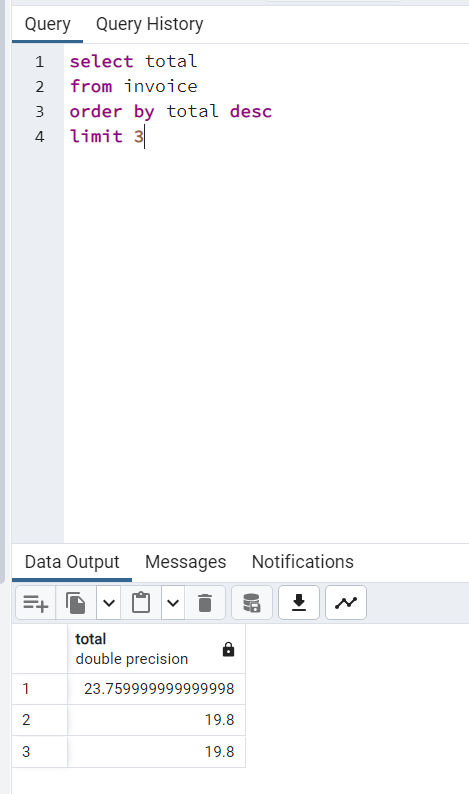 Query Query History
1 select total
2 from invoice
3 order by total desc
4 limit 3
Data Output Messages Notifications
total
double precision
1 23.759999999999998
2 19.8
3 19.8